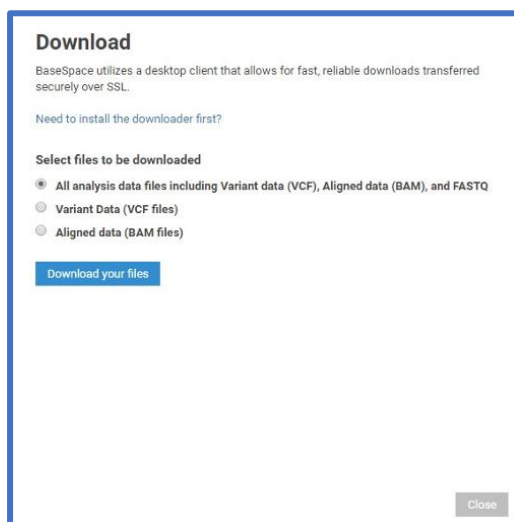 Download
BaseSpace utilizes a desktop client that allows for fast, reliable downloads transferred
securely over SSL.
Need to install the downloader first?
Select files to be downloaded
All analysis data files including Variant data (VCF), Aligned data (BAM), and FASTQ
Variant Data (VCF files)
Aligned data (BAM files)
Download your files
Close